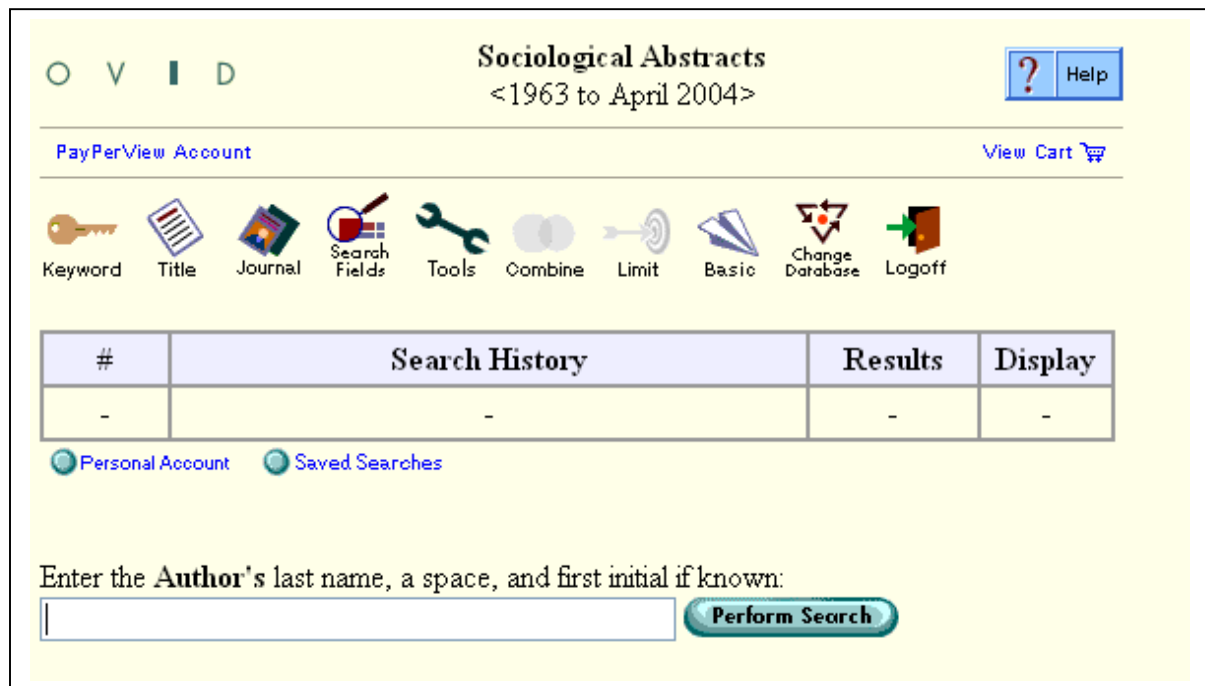 O V I D
Sociological Abstracts
<1963 to April 2004>
? Help
PayPerView Account
View Cart
Keyword Title Journal Search Fields Tools Combine Limit Basic Change Database Logoff
# Search History Results Display
- - - -
Personal Account Saved Searches
Enter the Author's last name, a space, and first initial if known:
Perform Search